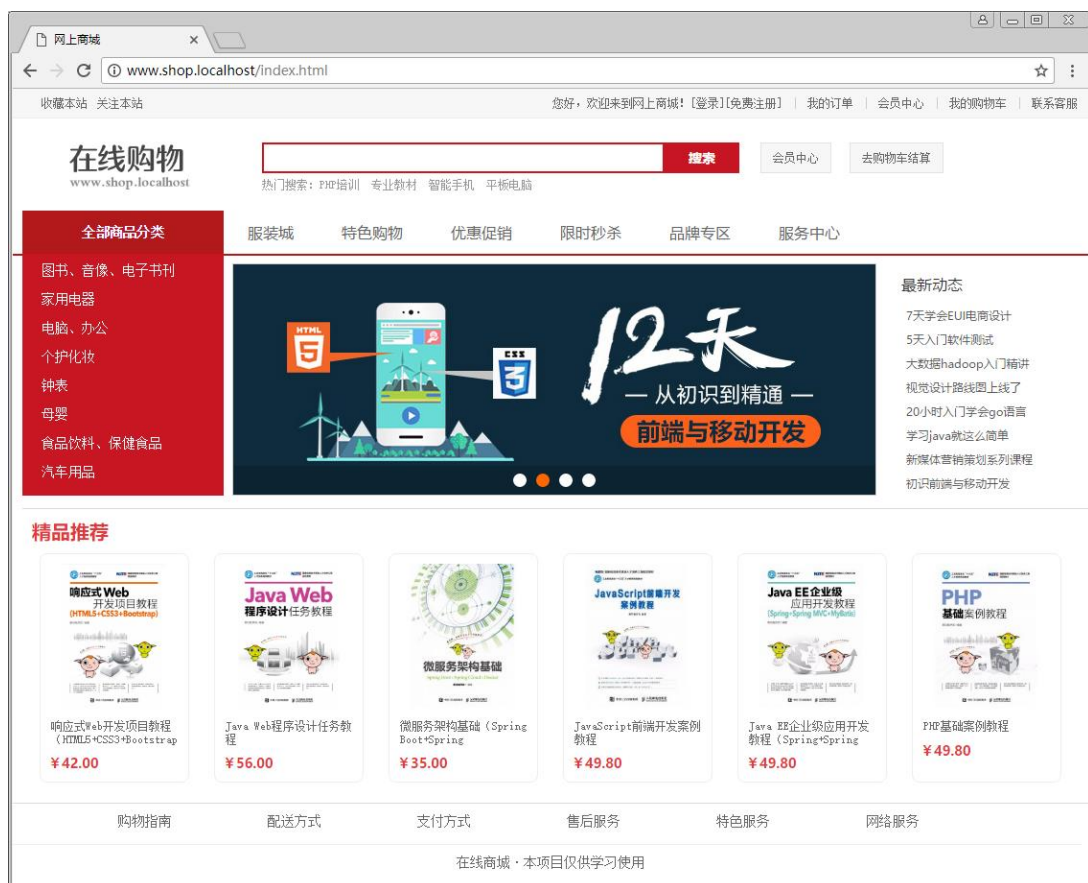 网上商城
www.shop.localhost/index.html
收藏本站 关注本站
您好,欢迎来到网上商城! [登录][免费注册] | 我的订单 | 会员中心 | 我的购物车 | 联系客服
在线购物
www.shop.localhost
搜索
会员中心
去购物车结算
热门搜索: PHP培训 专业教材 智能手机 平板电脑
全部商品分类 服装城 特色购物 优惠促销 限时秒杀 品牌专区 服务中心
图书、音像、电子书刊
家用电器
电脑、办公
个护化妆
钟表
母婴
食品饮料、保健食品
汽车用品
HTML
5
CSS
3
12天
— 从初识到精通 —
前端与移动开发
最新动态
7天学会EUI电商设计
5天入门软件测试
大数据hadoop入门精讲
视觉设计路线图上线了
20小时入门学会go语言
学习java就这么简单
新媒体营销策划系列课程
初识前端与移动开发
精品推荐
响应式 Web
开发项目教程
(HTML5+CSS3+Bootstrap)
响应式Web开发项目教程
(HTML5+CSS3+Bootstrap
¥42.00
Java Web
程序设计任务教程
Java Web程序设计任务教
程
¥56.00
微服务架构基础
微服务架构基础(Spring
Boot+Spring
¥35.00
JavaScript前端开发
案例教程
JavaScript前端开发案例
教程
¥49.80
Java EE企业级
应用开发教程
(Spring+Spring MVC+MyBatis)
Java EE企业级应用开发
教程(Spring+Spring
¥49.80
PHP
基础案例教程
PHP基础案例教程
¥49.80
购物指南 配送方式 支付方式 售后服务 特色服务 网络服务
在线商城·本项目仅供学习使用